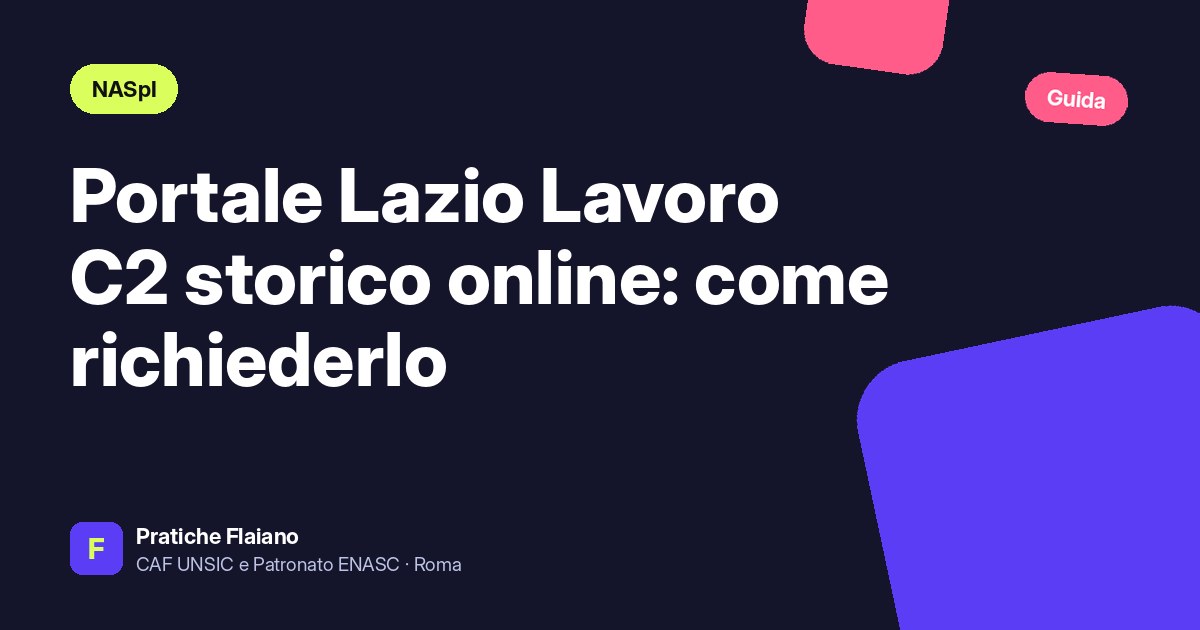 NASpI
Guida
Portale Lazio Lavoro
C2 storico online: come
richiederlo
F
Pratiche Flaiano
CAF UNSIC e Patronato ENASC · Roma